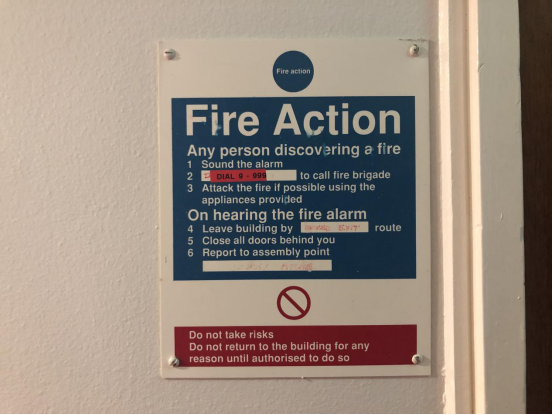 Fire action
Fire Action
Any person discovering a fire
1 Sound the alarm
2 DIAL 9 - 999 to call fire brigade
3 Attack the fire if possible using the
appliances provided
On hearing the fire alarm
4 Leave building by EXIT route
5 Close all doors behind you
6 Report to assembly point
Do not take risks
Do not return to the building for any
reason until authorised to do so